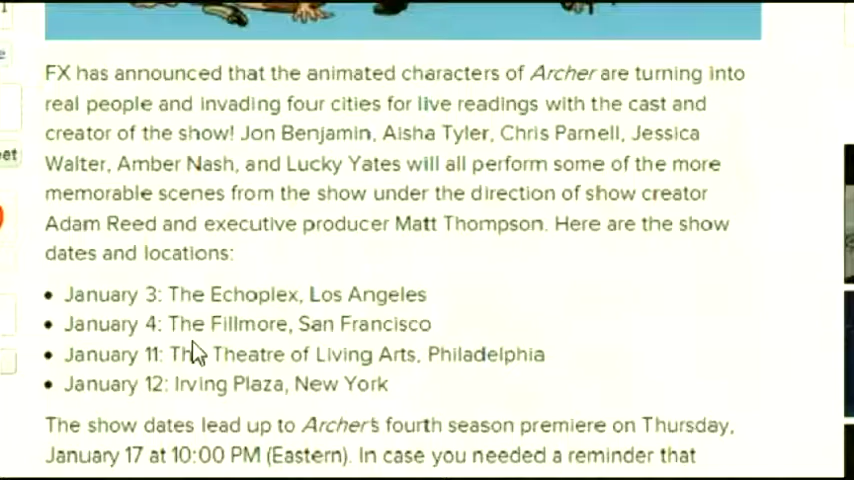 FX has announced that the animated characters of Archer are turning into
real people and invading four cities for live readings with the cast and
creator of the show! Jon Benjamin, Aisha Tyler, Chris Parnell, Jessica
Walter, Amber Nash, and Lucky Yates will all perform some of the more
memorable scenes from the show under the direction of show creator
Adam Reed and executive producer Matt Thompson. Here are the show
dates and locations:
• January 3: The Echoplex, Los Angeles
• January 4: The Fillmore, San Francisco
• January 11: The Theatre of Living Arts, Philadelphia
• January 12: Irving Plaza, New York
The show dates lead up to Archer's fourth season premiere on Thursday,
January 17 at 10:00 PM (Eastern). In case you needed a reminder that